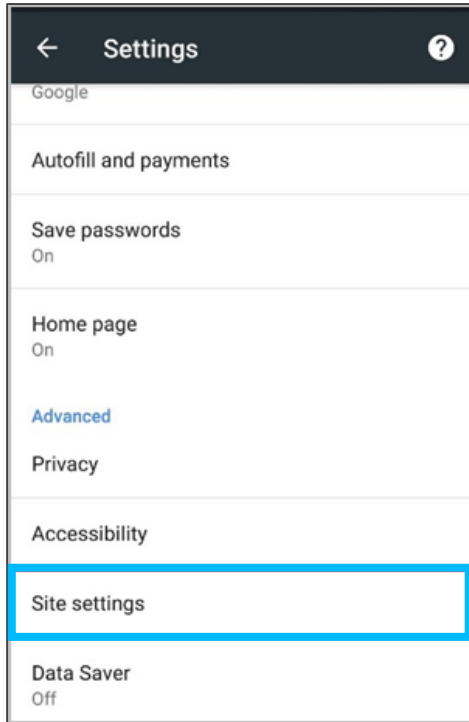 Settings
Google
Autofill and payments
Save passwords
On
Home page
On
Advanced
Privacy
Accessibility
Site settings
Data Saver
Off